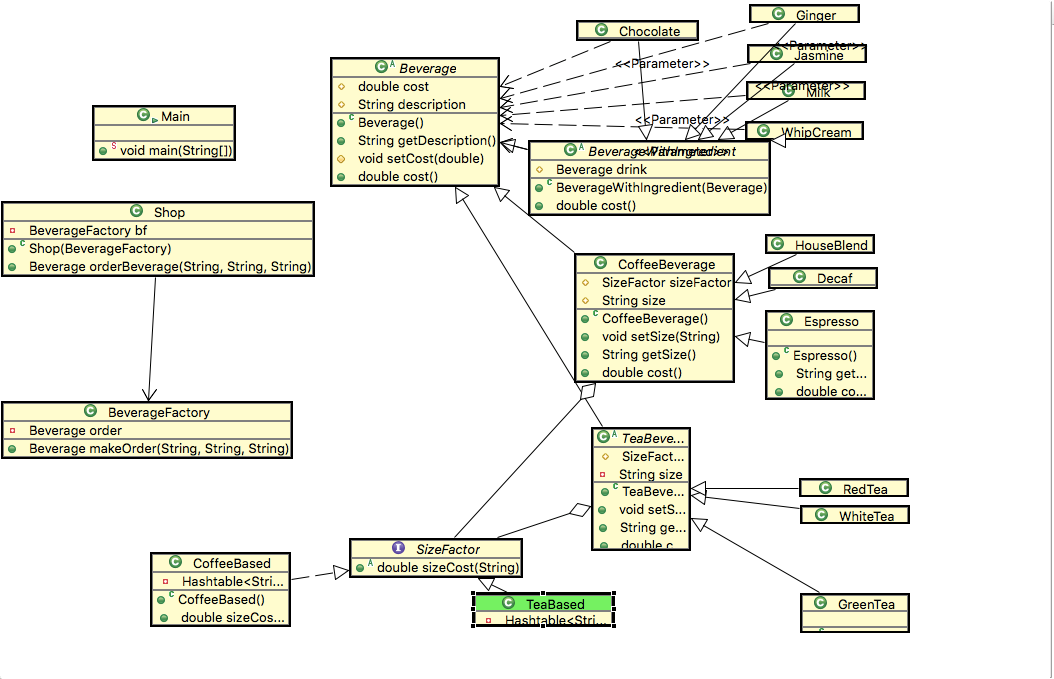 Ginger
Chocolate
<<Parameter>>
Jasmine
<<Parameter>>
<<Parameter>>
Milk
<<Parameter>>
WhipCream
Beverage
double cost
String description
Beverage()
String getDescription()
void setCost(double)
double cost()
Main
void main(String[])
BeverageWithIngredient
<<Parameter>>
Beverage drink
BeverageWithIngredient(Beverage)
double cost()
Shop
BeverageFactory bf
Shop(BeverageFactory)
Beverage orderBeverage(String, String, String)
CoffeeBeverage
SizeFactor sizeFactor
String size
CoffeeBeverage()
void setSize(String)
String getSize()
double cost()
HouseBlend
Decaf
Espresso
Espresso()
String get...
double co...
BeverageFactory
Beverage order
Beverage makeOrder(String, String, String)
TeaBeve...
SizeFact...
String size
TeaBeve...
void setS...
String ge...
double c...
RedTea
WhiteTea
GreenTea
SizeFactor
double sizeCost(String)
CoffeeBased
Hashtable<Stri...
CoffeeBased()
double sizeCos...
TeaBased
Hashtable<Stri...